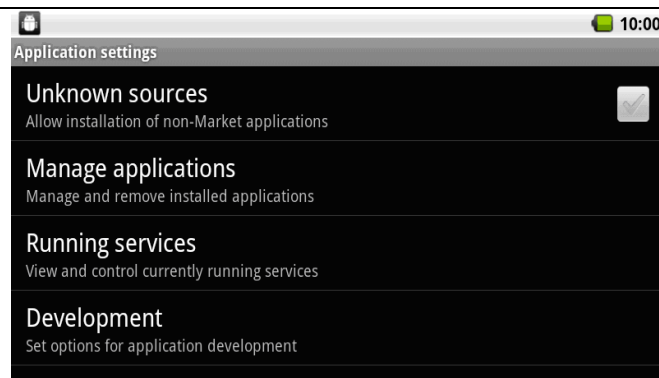 10:00
Application settings
Unknown sources
Allow installation of non-Market applications
Manage applications
Manage and remove installed applications
Running services
View and control currently running services
Development
Set options for application development